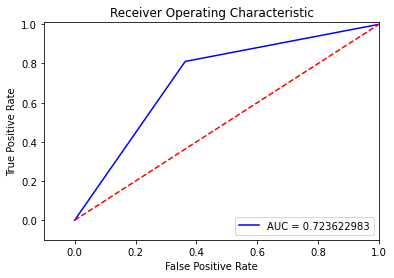 Receiver Operating Characteristic
True Positive Rate
1.0
0.8
0.6
0.4
0.2
0.0
AUC = 0.723622983
0.0 0.2 0.4 0.6 0.8 1.0
False Positive Rate